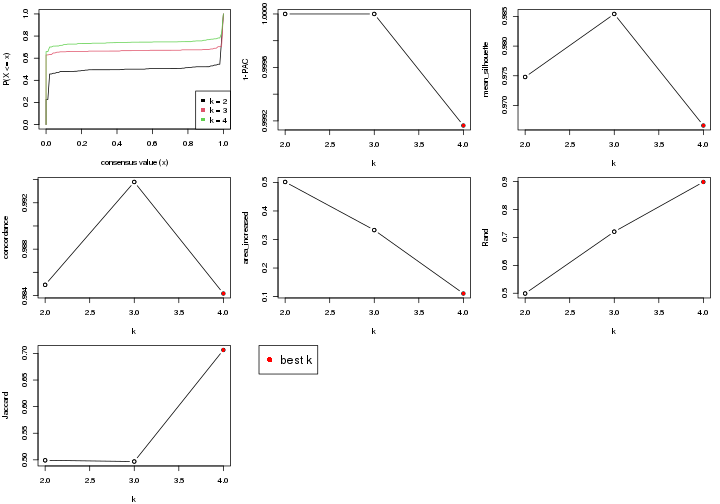 P(X <= x)
0.0 0.2 0.4 0.6 0.8 1.0
k = 2
k = 3
k = 4
0.0 0.2 0.4 0.6 0.8 1.0
consensus value (x)
1-PAC
0.9992 0.9996 1.0000
2.0 2.5 3.0 3.5 4.0
k
mean_silhouette
0.970 0.975 0.980 0.985
2.0 2.5 3.0 3.5 4.0
k
concordance
0.984 0.988 0.992
2.0 2.5 3.0 3.5 4.0
k
area_increased
0.1 0.2 0.3 0.4 0.5
2.0 2.5 3.0 3.5 4.0
k
Rand
0.5 0.6 0.7 0.8 0.9
2.0 2.5 3.0 3.5 4.0
k
Jaccard
0.50 0.55 0.60 0.65 0.70
2.0 2.5 3.0 3.5 4.0
k
best k